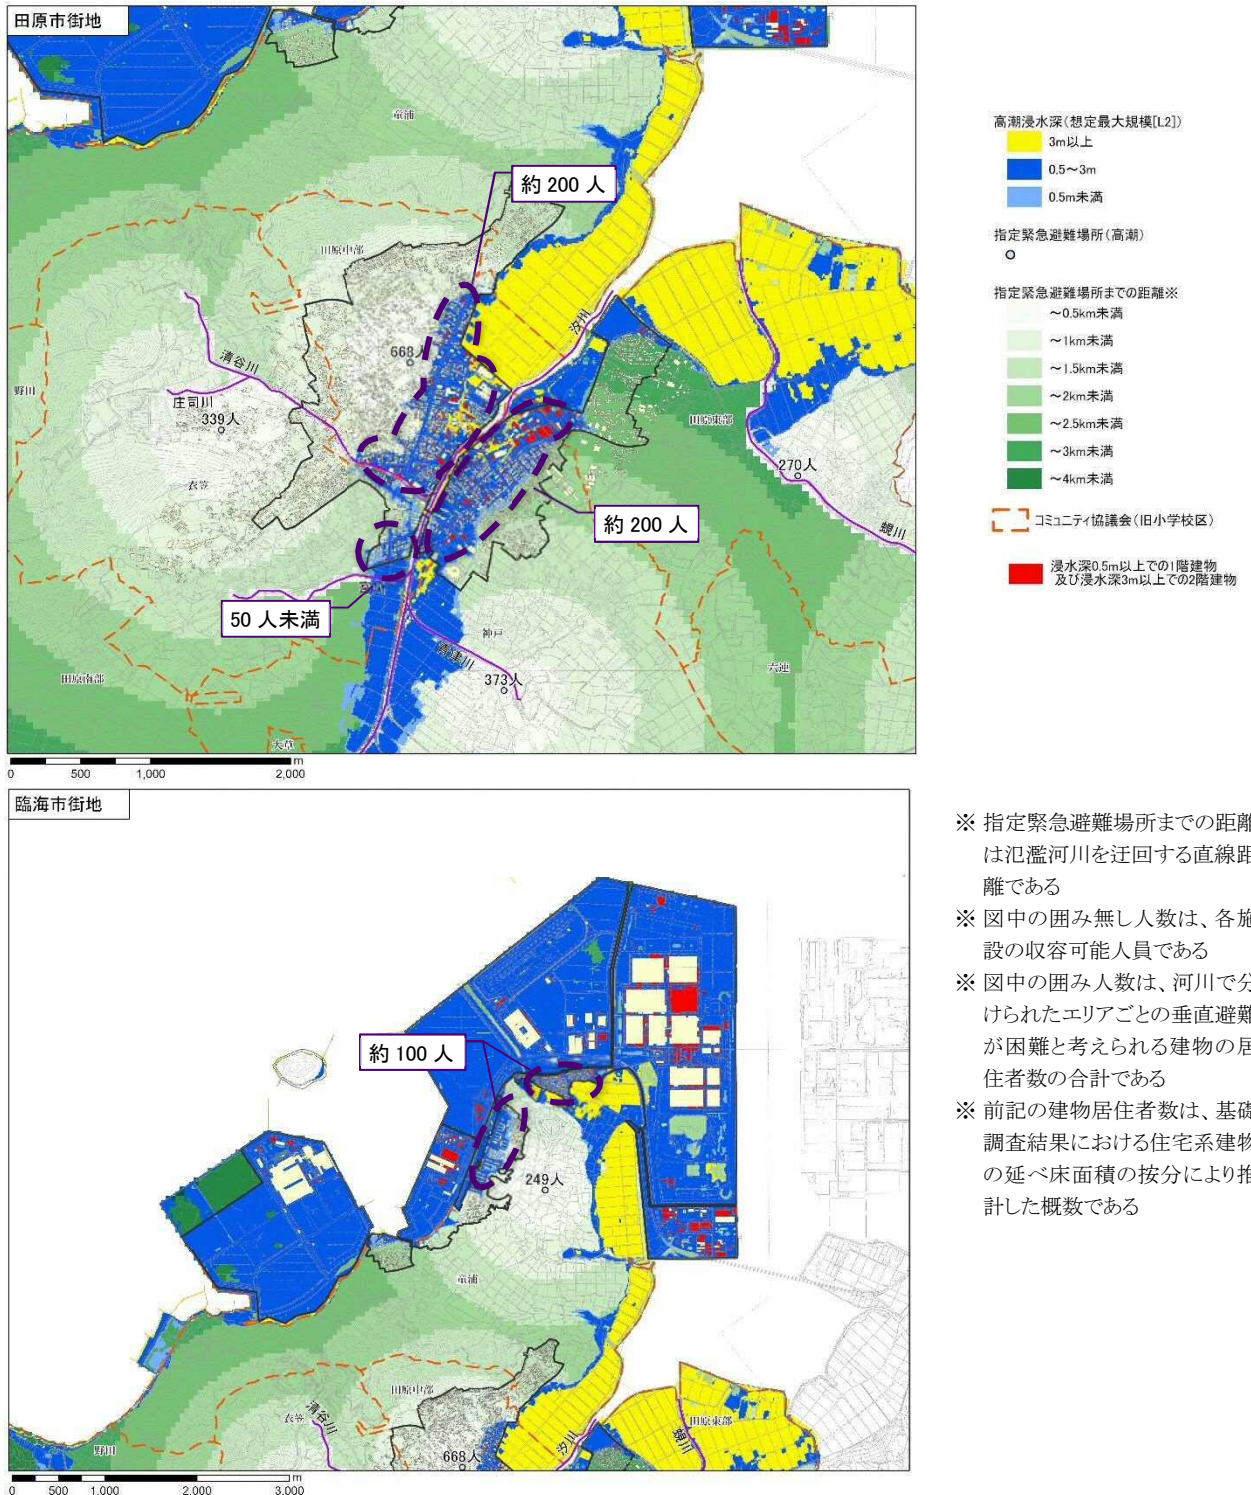 田原市街地
童浦
約 200 人
田原中部
汐川
668人
清谷川
野田
庄司川
339人
田原東部
衣笠
270人
約 200 人
蜆川
50 人未満
神戸
六連
田原南部
373人
大草
0 500 1,000 2,000 m
高潮浸水深(想定最大規模[L2])
3m以上
0.5～3m
0.5m未満
指定緊急避難場所(高潮)
指定緊急避難場所までの距離※
～0.5km未満
～1km未満
～1.5km未満
～2km未満
～2.5km未満
～3km未満
～4km未満
コミュニティ協議会(旧小学校区)
浸水深0.5m以上での1階建物
及び浸水深3m以上での2階建物
臨海市街地
約 100 人
249人
童浦
田原中部
衣笠
清谷川
田原東部
野田
汐川
蜆川
668人
0 500 1,000 2,000 3,000 m
※ 指定緊急避難場所までの距離
は氾濫河川を迂回する直線距
離である
※ 図中の囲み無し人数は、各施
設の収容可能人員である
※ 図中の囲み人数は、河川で分
けられたエリアごとの垂直避難
が困難と考えられる建物の居
住者数の合計である
※ 前記の建物居住者数は、基礎
調査結果における住宅系建物
の延べ床面積の按分により推
計した概数である